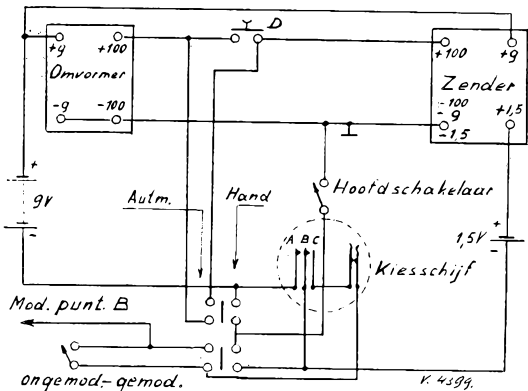 D
+9 +100
Omvormer
-9 -100
+100 +9
Zender
-100
-9 +1,5
-1,5
+
9V
-
Autm. Hand
Hoofdschakelaar
A B C
Kiesschijf
+
1,5V
-
Mod. punt. B
ongemod.-gemod.
V. 4399.